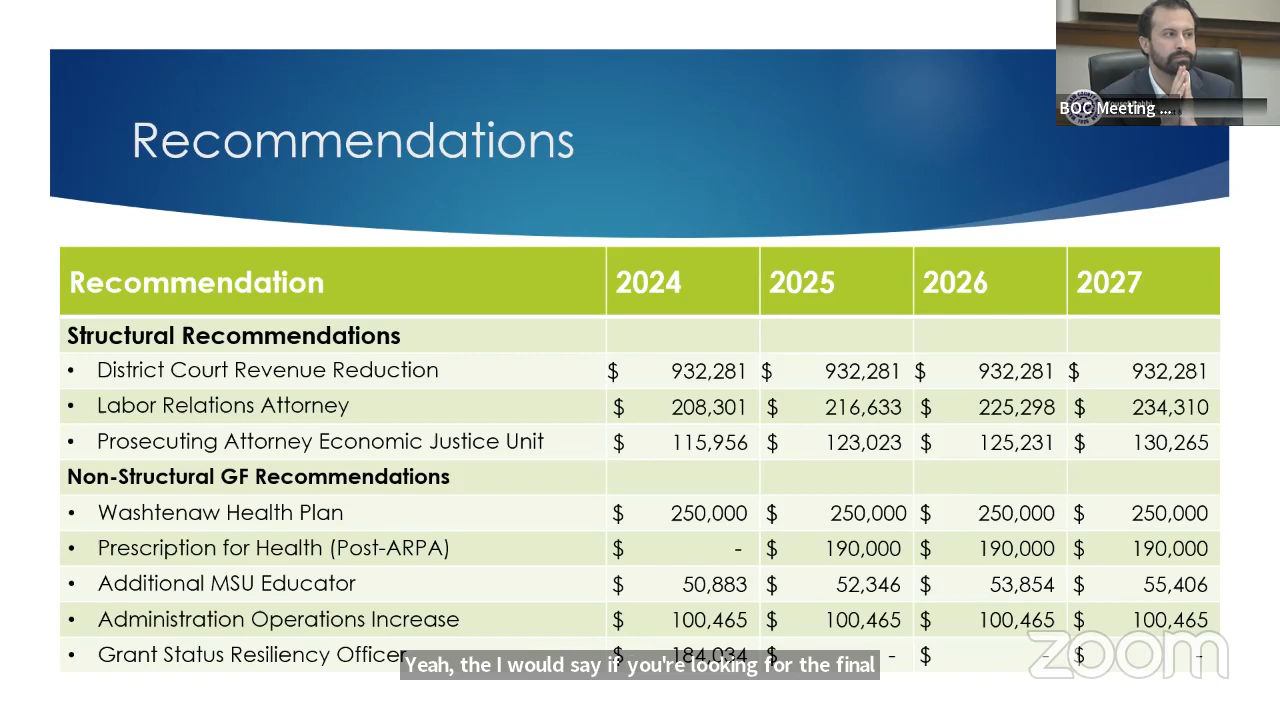 BOC Meeting ...
Recommendations
Recommendation 2024 2025 2026 2027
Structural Recommendations
• District Court Revenue Reduction $ 932,281 $ 932,281 $ 932,281 $ 932,281
• Labor Relations Attorney $ 208,301 $ 216,633 $ 225,298 $ 234,310
• Prosecuting Attorney Economic Justice Unit $ 115,956 $ 123,023 $ 125,231 $ 130,265
Non-Structural GF Recommendations
• Washtenaw Health Plan $ 250,000 $ 250,000 $ 250,000 $ 250,000
• Prescription for Health (Post-ARPA) $ - $ 190,000 $ 190,000 $ 190,000
• Additional MSU Educator $ 50,883 $ 52,346 $ 53,854 $ 55,406
• Administration Operations Increase $ 100,465 $ 100,465 $ 100,465 $ 100,465
• Grant Status Resiliency Officer $ 184,034 - $ - $ -
Yeah, the I would say if you're looking for the final
zoom